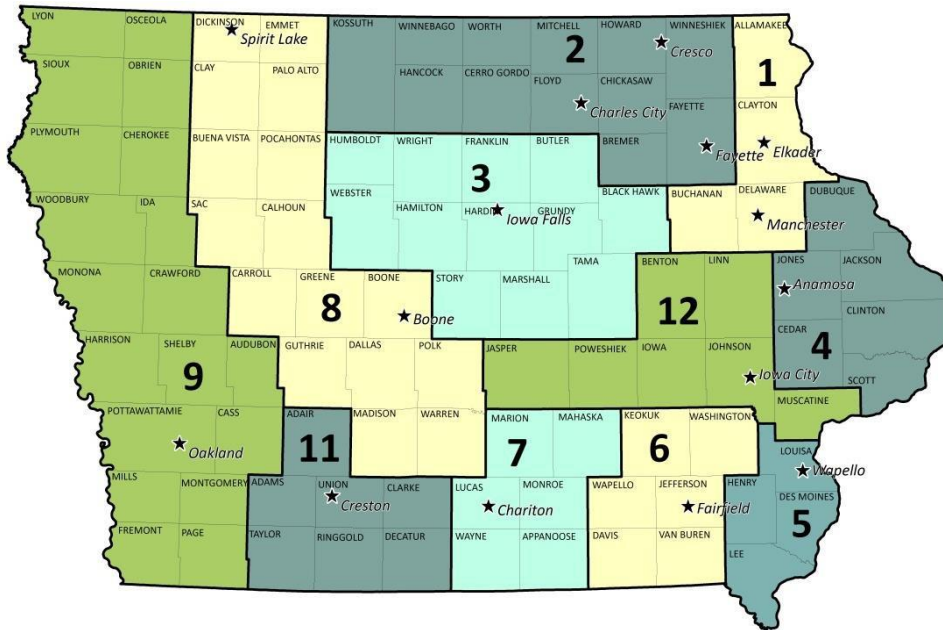 LYON
OSCEOLA
DICKINSON
EMMET
Spirit Lake
KOSSUTH
WINNEBAGO
WORTH
MITCHELL
HOWARD
WINNESHIEK
ALLAMAKEE
2
Cresco
SIOUX
OBRIEN
CLAY
PALO ALTO
HANCOCK
CERRO GORDO
FLOYD
CHICKASAW
1
Charles City
FAYETTE
CLAYTON
PLYMOUTH
CHEROKEE
BUENA VISTA
POCAHONTAS
HUMBOLDT
WRIGHT
FRANKLIN
BUTLER
BREMER
Fayette
Elkader
3
WOODBURY
IDA
SAC
CALHOUN
WEBSTER
HAMILTON
HARDIN
Iowa Falls
GRUNDY
BLACK HAWK
BUCHANAN
DELAWARE
Manchester
DUBUQUE
MONONA
CRAWFORD
CARROLL
GREENE
BOONE
STORY
MARSHALL
TAMA
BENTON
LINN
JONES
JACKSON
Anamosa
8
Boone
12
CLINTON
HARRISON
SHELBY
AUDUBON
GUTHRIE
DALLAS
POLK
JASPER
POWESHIEK
IOWA
JOHNSON
CEDAR
4
9
Iowa City
SCOTT
MUSCATINE
POTTAWATTAMIE
CASS
ADAIR
MADISON
WARREN
MARION
MAHASKA
KEOKUK
WASHINGTON
Oakland
11
7
6
LOUISA
Wapello
MILLS
MONTGOMERY
ADAMS
UNION
CLARKE
LUCAS
MONROE
WAPELLO
JEFFERSON
HENRY
DES MOINES
Creston
Chariton
Fairfield
5
FREMONT
PAGE
TAYLOR
RINGGOLD
DECATUR
WAYNE
APPANOOSE
DAVIS
VAN BUREN
LEE